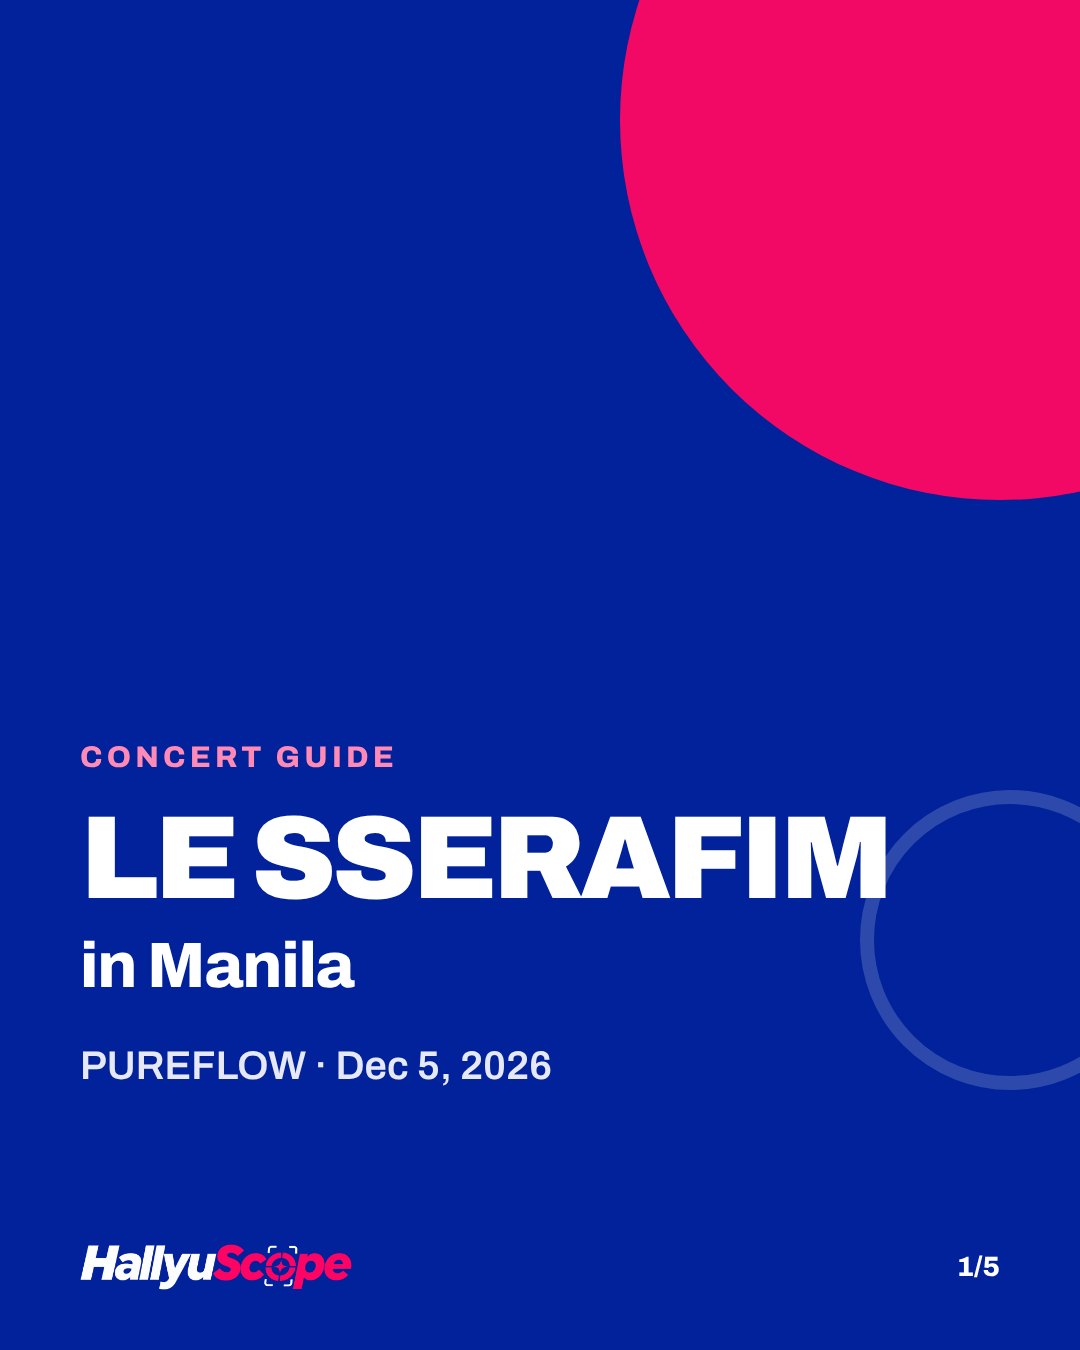 CONCERT GUIDE
LE SSERAFIM
in Manila
PUREFLOW · Dec 5, 2026
HallyuScope
1/5